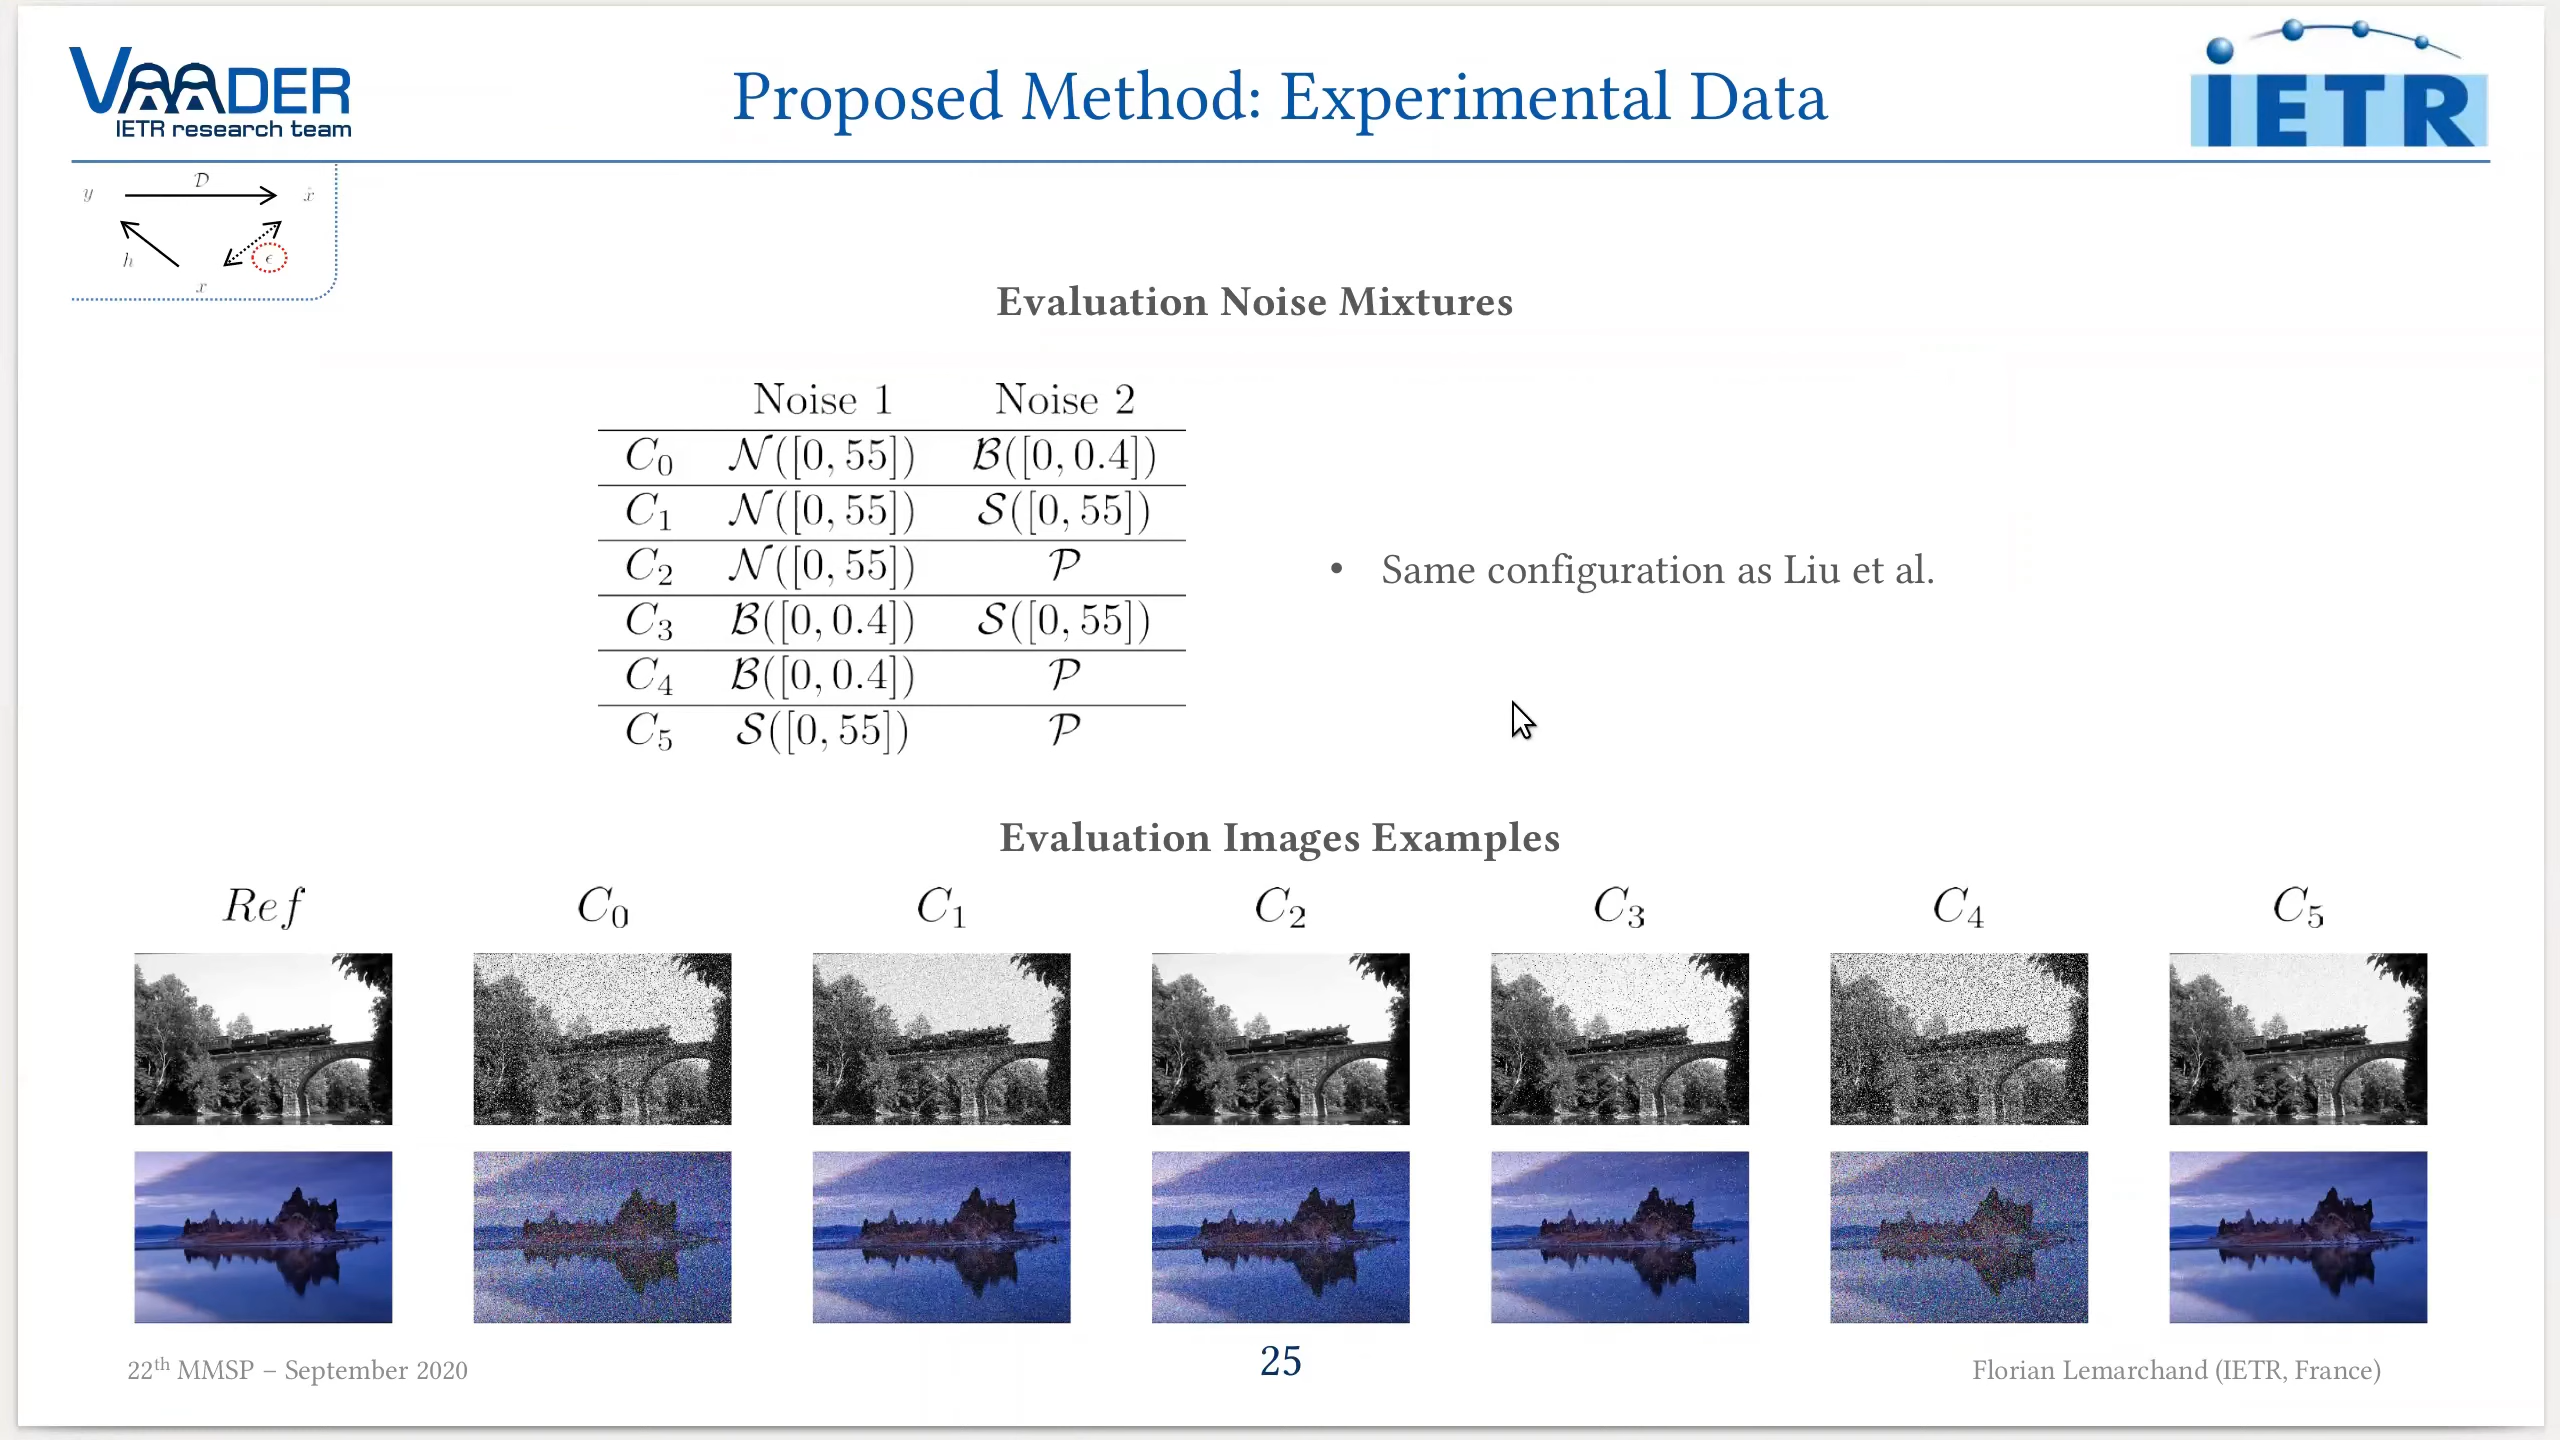 VAADER
IETR research team
Proposed Method: Experimental Data
IETR
y D x̂
h ϵ
x
Evaluation Noise Mixtures
Noise 1 Noise 2
C₀ 𝒩([0, 55]) ℬ([0, 0.4])
C₁ 𝒩([0, 55]) 𝒮([0, 55])
C₂ 𝒩([0, 55]) 𝒫
C₃ ℬ([0, 0.4]) 𝒮([0, 55])
C₄ ℬ([0, 0.4]) 𝒫
C₅ 𝒮([0, 55]) 𝒫
• Same configuration as Liu et al.
Evaluation Images Examples
Ref C₀ C₁ C₂ C₃ C₄ C₅
22th MMSP – September 2020
25
Florian Lemarchand (IETR, France)